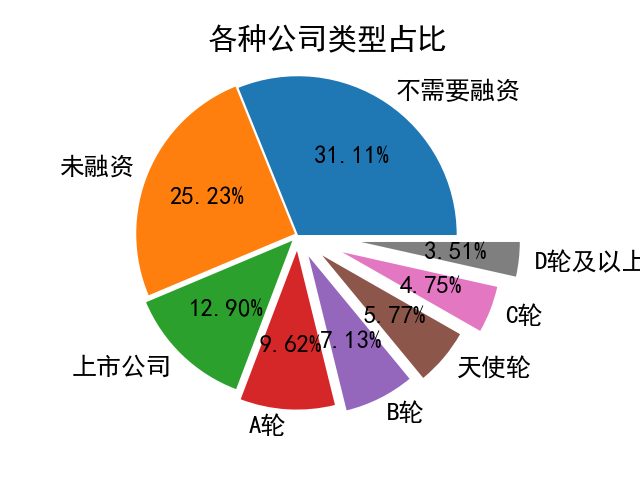 各种公司类型占比
不需要融资
31.11%
未融资
25.23%
上市公司
12.90%
A轮
9.62%
B轮
7.13%
天使轮
5.77%
C轮
4.75%
D轮及以上
3.51%